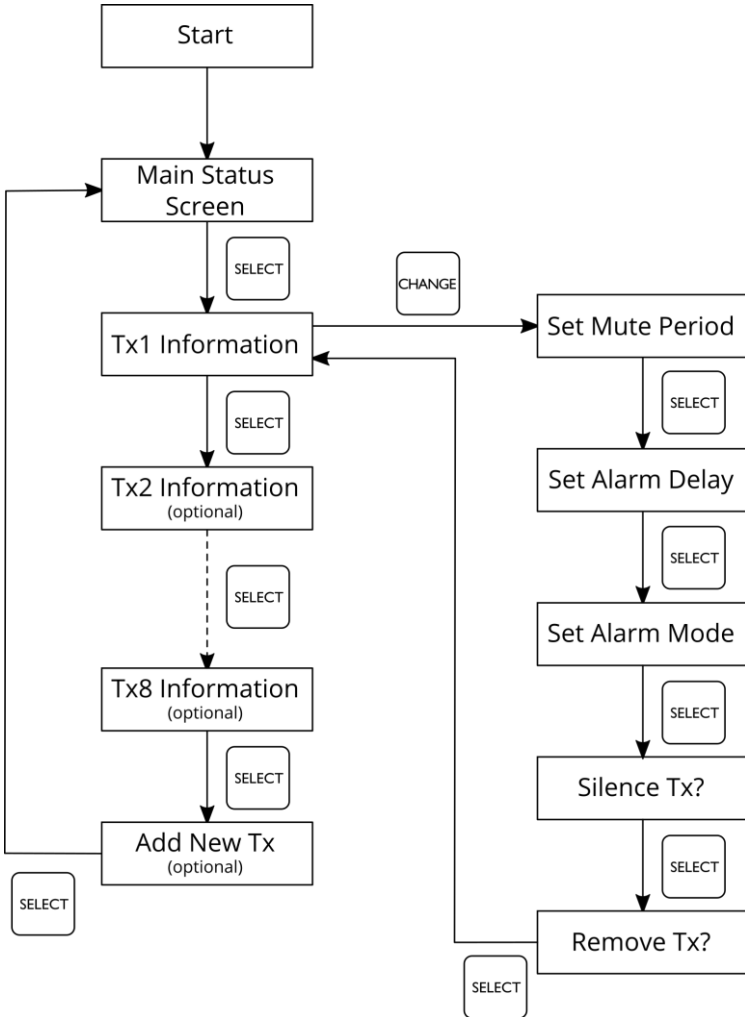 Start
Main Status
Screen
SELECT
CHANGE
Tx1 Information
Set Mute Period
SELECT
SELECT
Tx2 Information
(optional)
Set Alarm Delay
SELECT
SELECT
Set Alarm Mode
Tx8 Information
(optional)
SELECT
SELECT
Silence Tx?
Add New Tx
(optional)
SELECT
SELECT
Remove Tx?
SELECT